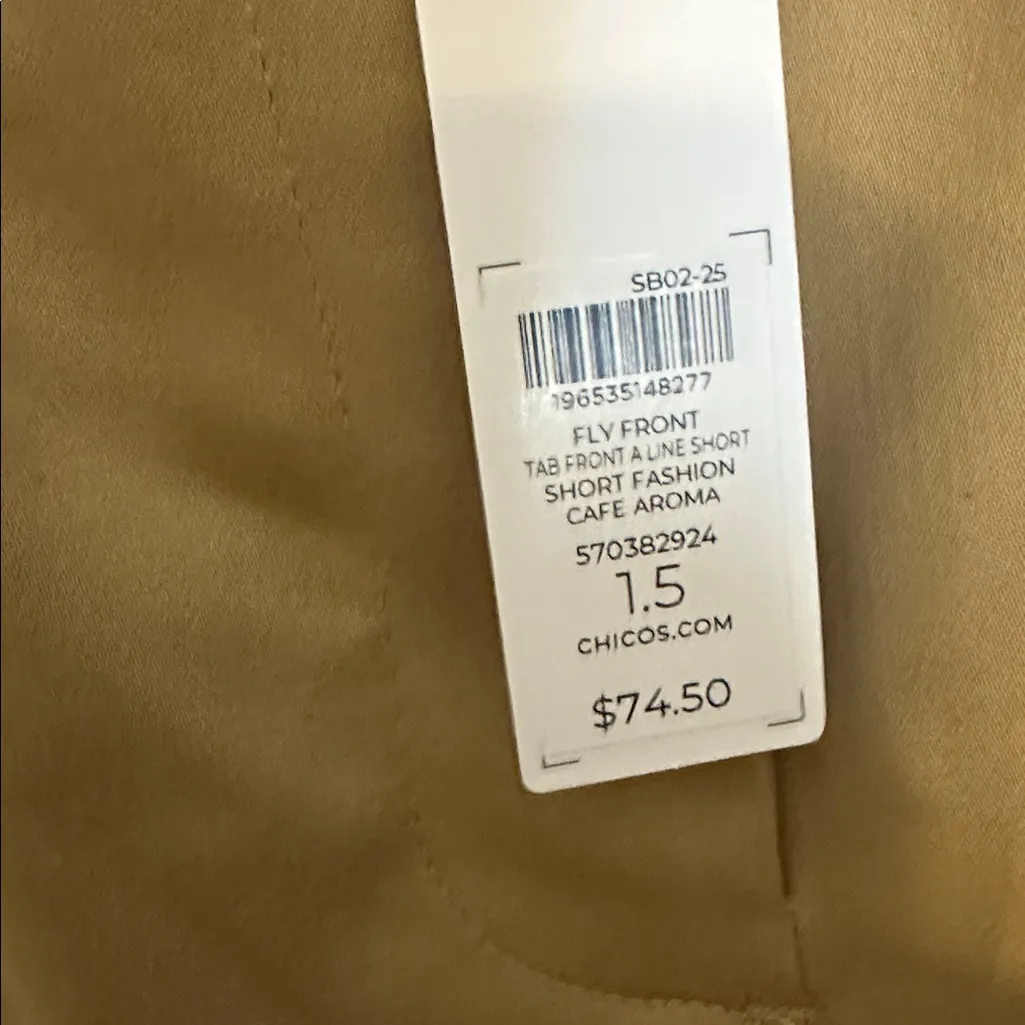 SB02-25
196535148277
FLY FRONT
TAB FRONT A LINE SHORT
SHORT FASHION
CAFE AROMA
570382924
1.5
CHICOS.COM
$74.50